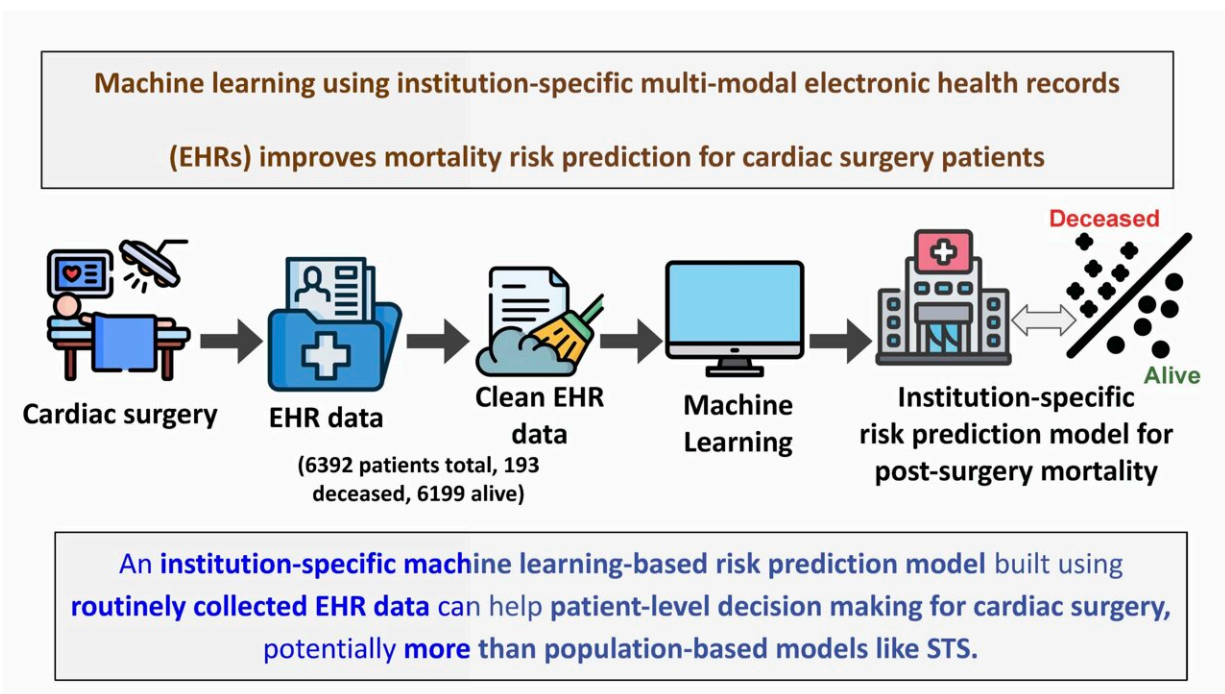 Machine learning using institution-specific multi-modal electronic health records
(EHRs) improves mortality risk prediction for cardiac surgery patients
Cardiac surgery
EHR data
(6392 patients total, 193
deceased, 6199 alive)
Clean EHR
data
Machine
Learning
Deceased
Alive
Institution-specific
risk prediction model for
post-surgery mortality
An institution-specific machine learning-based risk prediction model built using
routinely collected EHR data can help patient-level decision making for cardiac surgery,
potentially more than population-based models like STS.